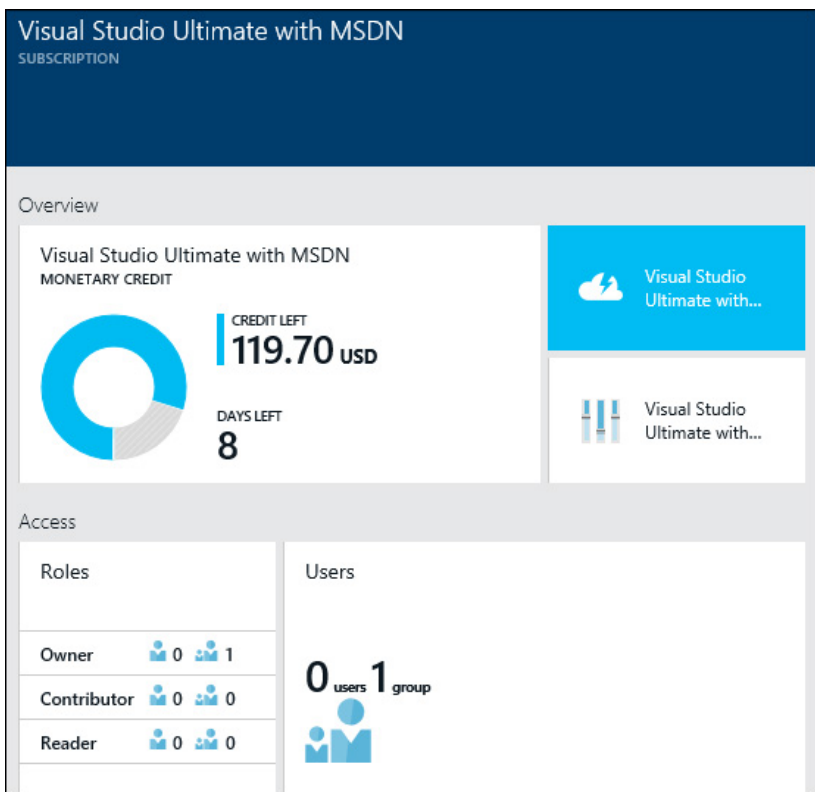 Visual Studio Ultimate with MSDN
SUBSCRIPTION
Overview
Visual Studio Ultimate with MSDN
MONETARY CREDIT
CREDIT LEFT
119.70 USD
DAYS LEFT
8
Visual Studio
Ultimate with...
Visual Studio
Ultimate with...
Access
Roles
Owner 0 1
Contributor 0 0
Reader 0 0
Users
0 users 1 group